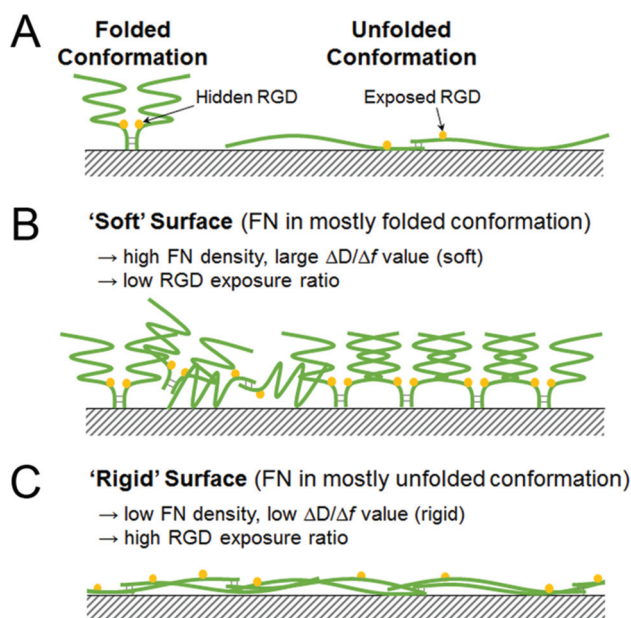 A
Folded
Conformation
Unfolded
Conformation
Hidden RGD
Exposed RGD
B
'Soft' Surface (FN in mostly folded conformation)
→ high FN density, large ΔD/Δf value (soft)
→ low RGD exposure ratio
C
'Rigid' Surface (FN in mostly unfolded conformation)
→ low FN density, low ΔD/Δf value (rigid)
→ high RGD exposure ratio